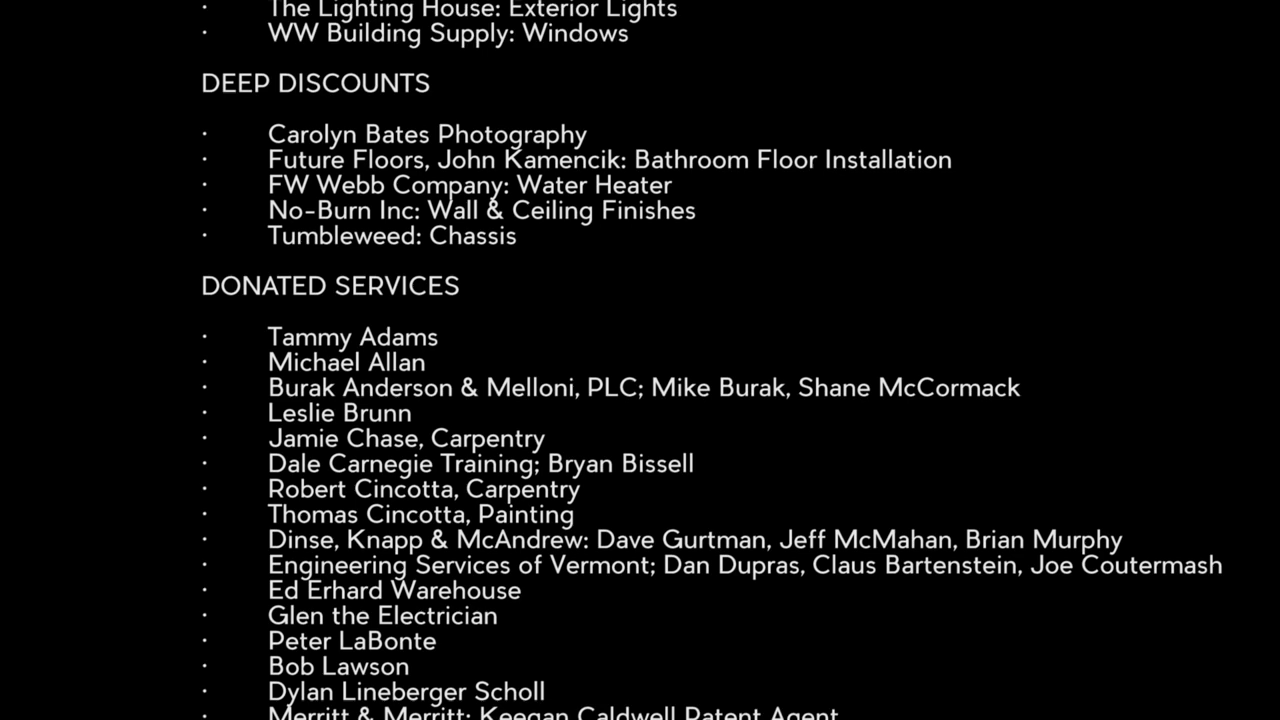 · The Lighting House: Exterior Lights
· WW Building Supply: Windows
DEEP DISCOUNTS
· Carolyn Bates Photography
· Future Floors, John Kamencik: Bathroom Floor Installation
· FW Webb Company: Water Heater
· No-Burn Inc: Wall & Ceiling Finishes
· Tumbleweed: Chassis
DONATED SERVICES
· Tammy Adams
· Michael Allan
· Burak Anderson & Melloni, PLC; Mike Burak, Shane McCormack
· Leslie Brunn
· Jamie Chase, Carpentry
· Dale Carnegie Training; Bryan Bissell
· Robert Cincotta, Carpentry
· Thomas Cincotta, Painting
· Dinse, Knapp & McAndrew: Dave Gurtman, Jeff McMahan, Brian Murphy
· Engineering Services of Vermont; Dan Dupras, Claus Bartenstein, Joe Coutermash
· Ed Erhard Warehouse
· Glen the Electrician
· Peter LaBonte
· Bob Lawson
· Dylan Lineberger Scholl
· Merritt & Merritt: Keegan Caldwell Patent Agent